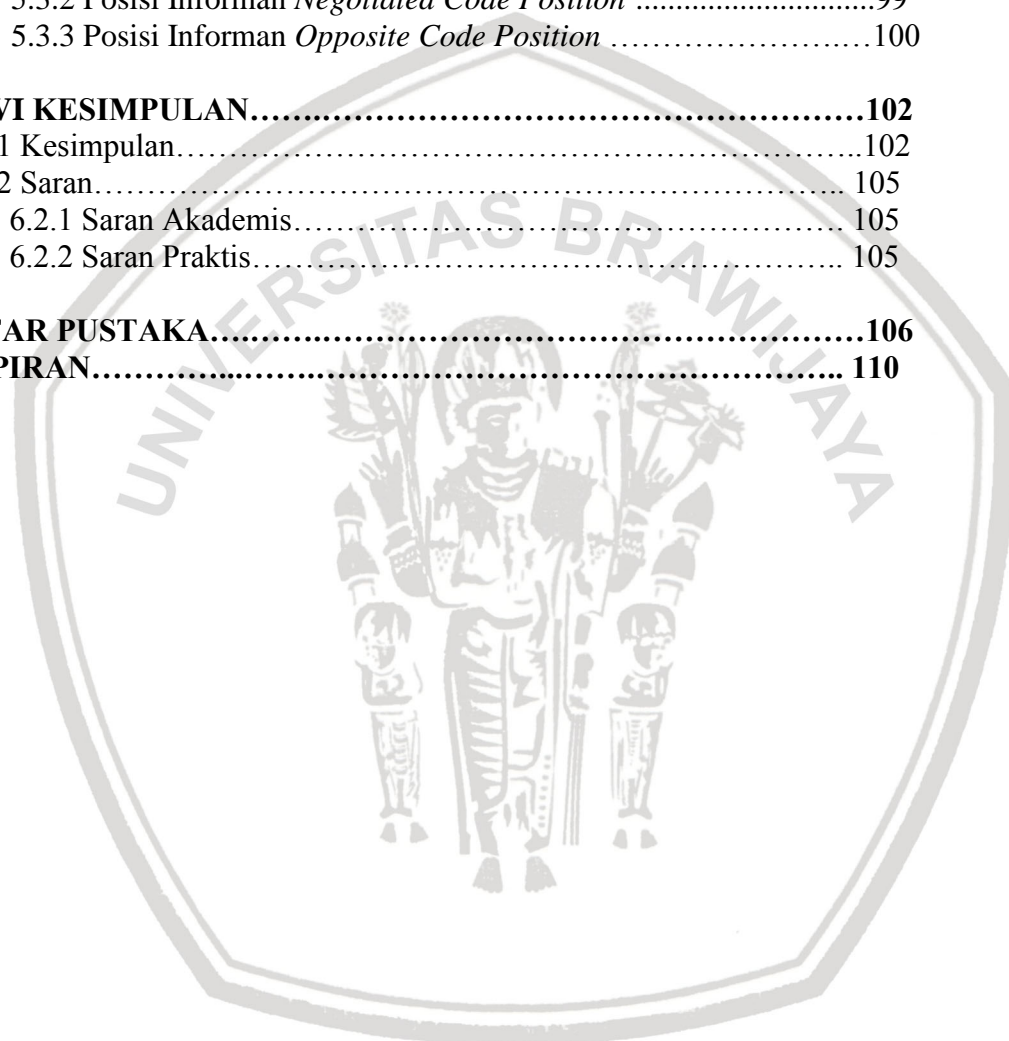 5.3.2 Posisi Informan Negotiated Code Position ..............................99
5.3.3 Posisi Informan Opposite Code Position …………………….…100
VI KESIMPULAN…….…………………………………………………102
1 Kesimpulan…………………………………………………………..102
2 Saran……………………………………………………………….. 105
6.2.1 Saran Akademis…………………………………………….. 105
6.2.2 Saran Praktis………………………………………………….. 105
TAR PUSTAKA….…..………………………………………………106
PIRAN…………...……..…………………………………………….. 110
UNIVERSITAS BRAWIJAYA